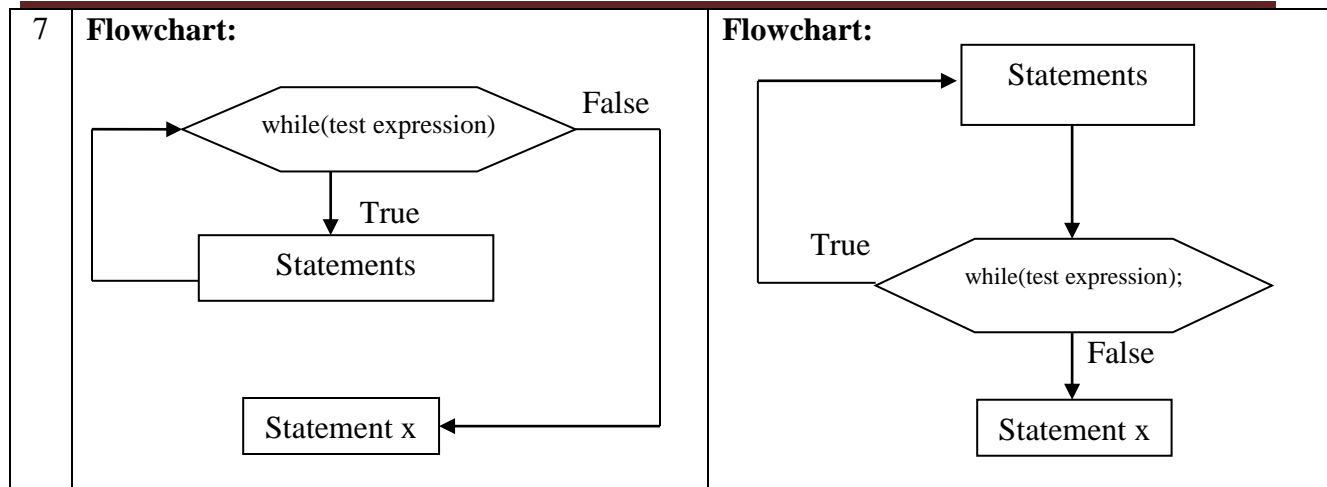 7
Flowchart:
while(test expression)
False
True
Statements
Statement x
Flowchart:
Statements
True
while(test expression);
False
Statement x